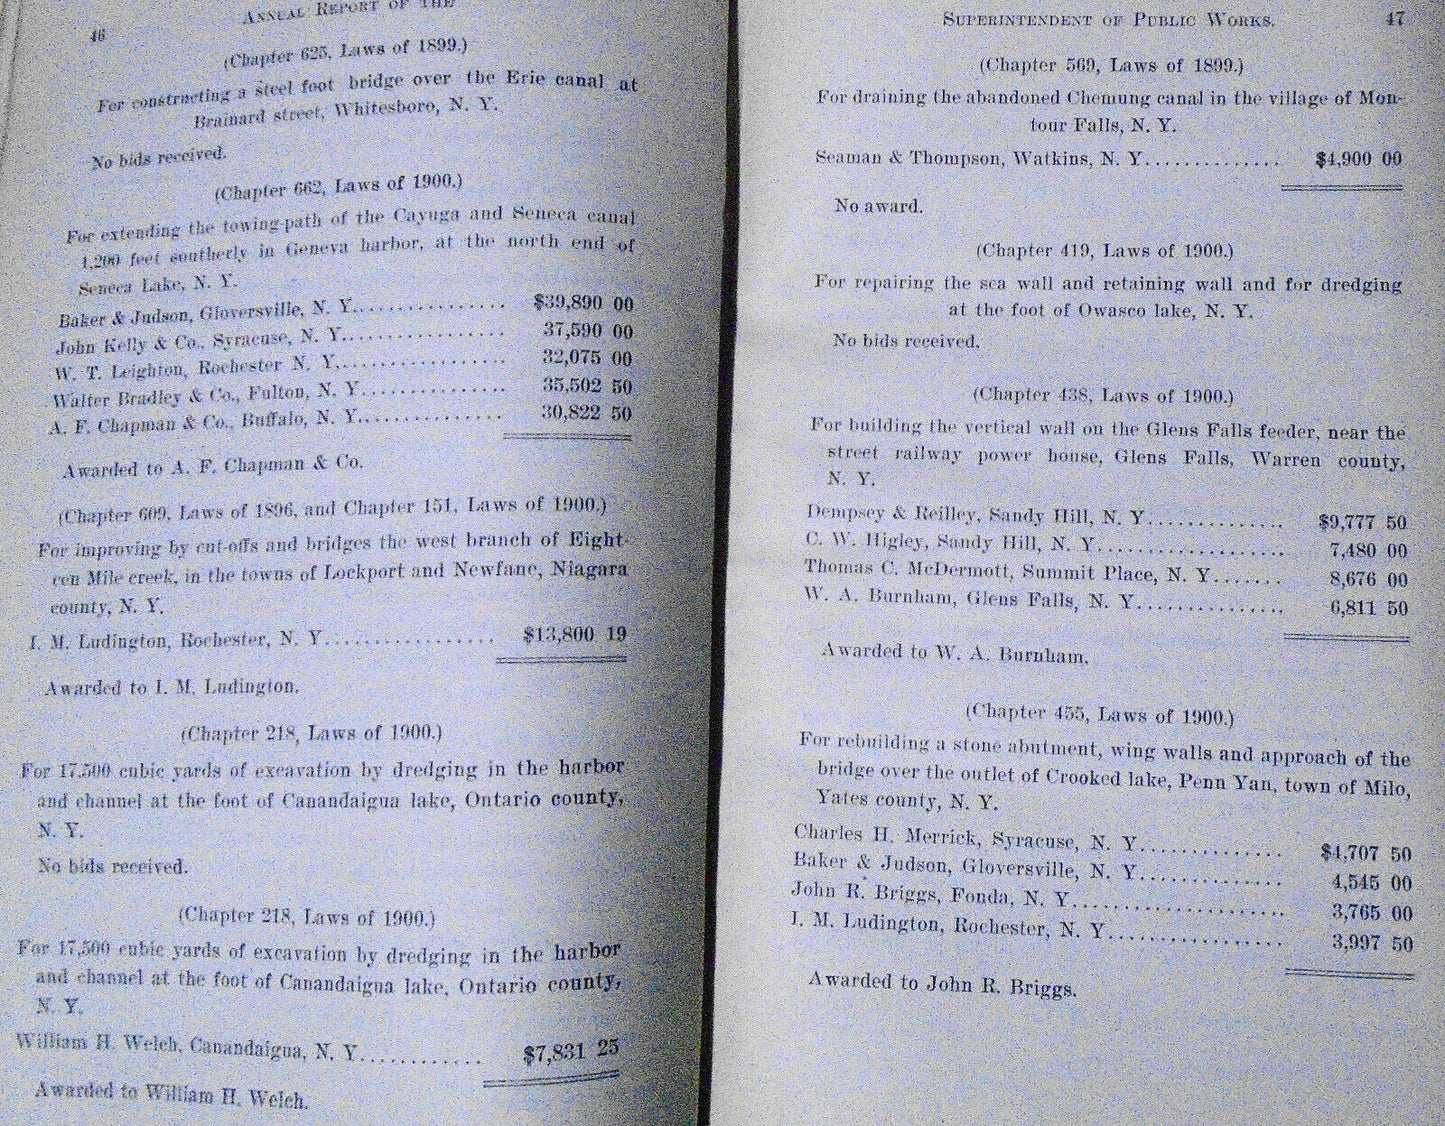 46
ANNUAL REPORT OF THE
(Chapter 625, Laws of 1899.)
For constructing a steel foot bridge over the Erie canal at
Brainard street, Whitesboro, N. Y.
No bids received.
(Chapter 662, Laws of 1900.)
For extending the towing-path of the Cayuga and Seneca canal
1,200 feet southerly in Geneva harbor, at the north end of
Seneca Lake, N. Y.
Baker & Judson, Gloversville, N. Y............... $39,890 00
John Kelly & Co., Syracuse, N. Y................ 37,590 00
W. T. Leighton, Rochester N. Y................. 32,075 00
Walter Bradley & Co., Fulton, N. Y.............. 35,502 50
A. F. Chapman & Co., Buffalo, N. Y.............. 30,822 50
Awarded to A. F. Chapman & Co.
(Chapter 609, Laws of 1896, and Chapter 151, Laws of 1900.)
For improving by cut-offs and bridges the west branch of Eight-
een Mile creek, in the towns of Lockport and Newfane, Niagara
county, N. Y.
I. M. Ludington, Rochester, N. Y................. $13,800 19
Awarded to I. M. Ludington.
(Chapter 218, Laws of 1900.)
For 17,500 cubic yards of excavation by dredging in the harbor
and channel at the foot of Canandaigua lake, Ontario county,
N. Y.
No bids received.
(Chapter 218, Laws of 1900.)
For 17,500 cubic yards of excavation by dredging in the harbor
and channel at the foot of Canandaigua lake, Ontario county,
N. Y.
William H. Welch, Canandaigua, N. Y............ $7,831 25
Awarded to William H. Welch.
SUPERINTENDENT OF PUBLIC WORKS. 47
(Chapter 569, Laws of 1899.)
For draining the abandoned Chemung canal in the village of Mon-
tour Falls, N. Y.
Seaman & Thompson, Watkins, N. Y.............. $4,900 00
No award.
(Chapter 419, Laws of 1900.)
For repairing the sea wall and retaining wall and for dredging
at the foot of Owasco lake, N. Y.
No bids received.
(Chapter 438, Laws of 1900.)
For building the vertical wall on the Glens Falls feeder, near the
street railway power house, Glens Falls, Warren county,
N. Y.
Dempsey & Reilley, Sandy Hill, N. Y.............. $9,777 50
C. W. Higley, Sandy Hill, N. Y................... 7,480 00
Thomas C. McDermott, Summit Place, N. Y....... 8,676 00
W. A. Burnham, Glens Falls, N. Y............... 6,811 50
Awarded to W. A. Burnham.
(Chapter 455, Laws of 1900.)
For rebuilding a stone abutment, wing walls and approach of the
bridge over the outlet of Crooked lake, Penn Yan, town of Milo,
Yates county, N. Y.
Charles H. Merrick, Syracuse, N. Y.............. $4,707 50
Baker & Judson, Gloversville, N. Y.............. 4,545 00
John R. Briggs, Fonda, N. Y..................... 3,765 00
I. M. Ludington, Rochester, N. Y................. 3,997 50
Awarded to John R. Briggs.